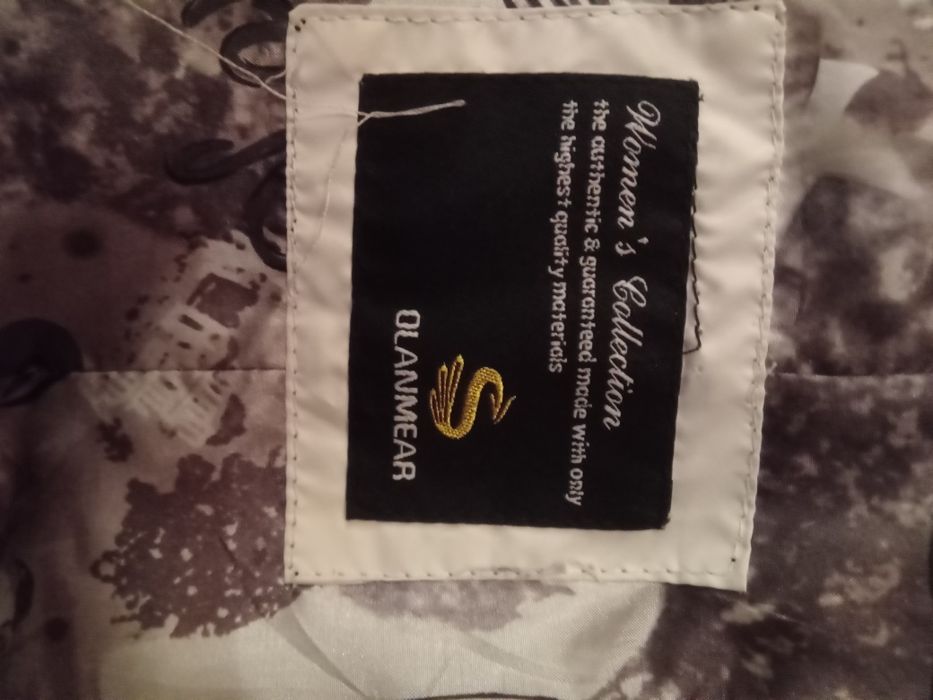 Women's Collection
the authentic & guaranteed made with only
the highest quality materials
OLANMEAR